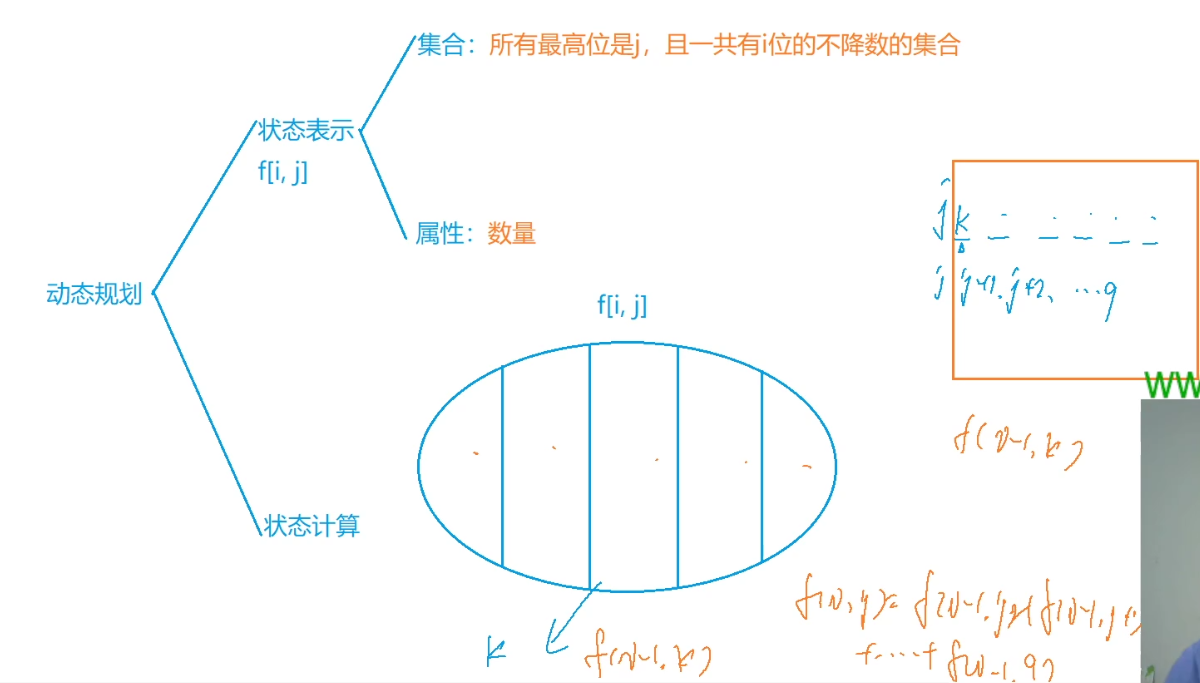 集合：所有最高位是j，且一共有i位的不降数的集合
状态表示
f[i, j]
属性：数量
j k
j j+1, j+2, ...9
动态规划
f[i, j]
WW
f(i-1, k)
状态计算
f(i, j) = f(i-1, j) + f(i-1, j+1)
+ ... + f(i-1, 9)
k
f(i-1, k)